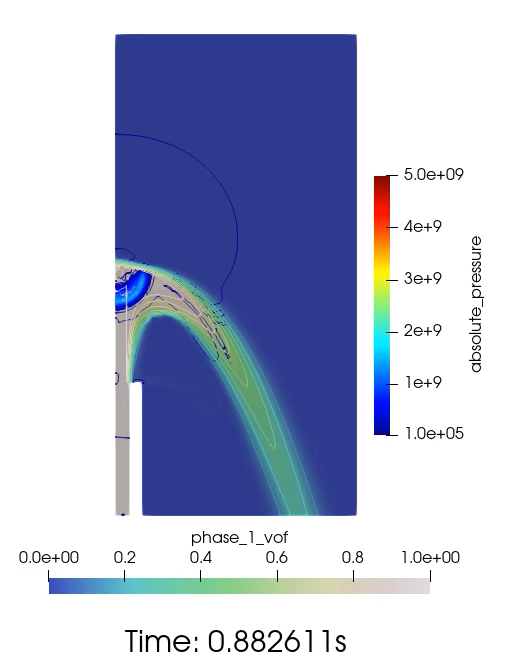 5.0e+09
4e+9
3e+9
2e+9
1e+9
1.0e+05
absolute_pressure
phase_1_vof
0.0e+00 0.2 0.4 0.6 0.8 1.0e+00
Time: 0.882611s